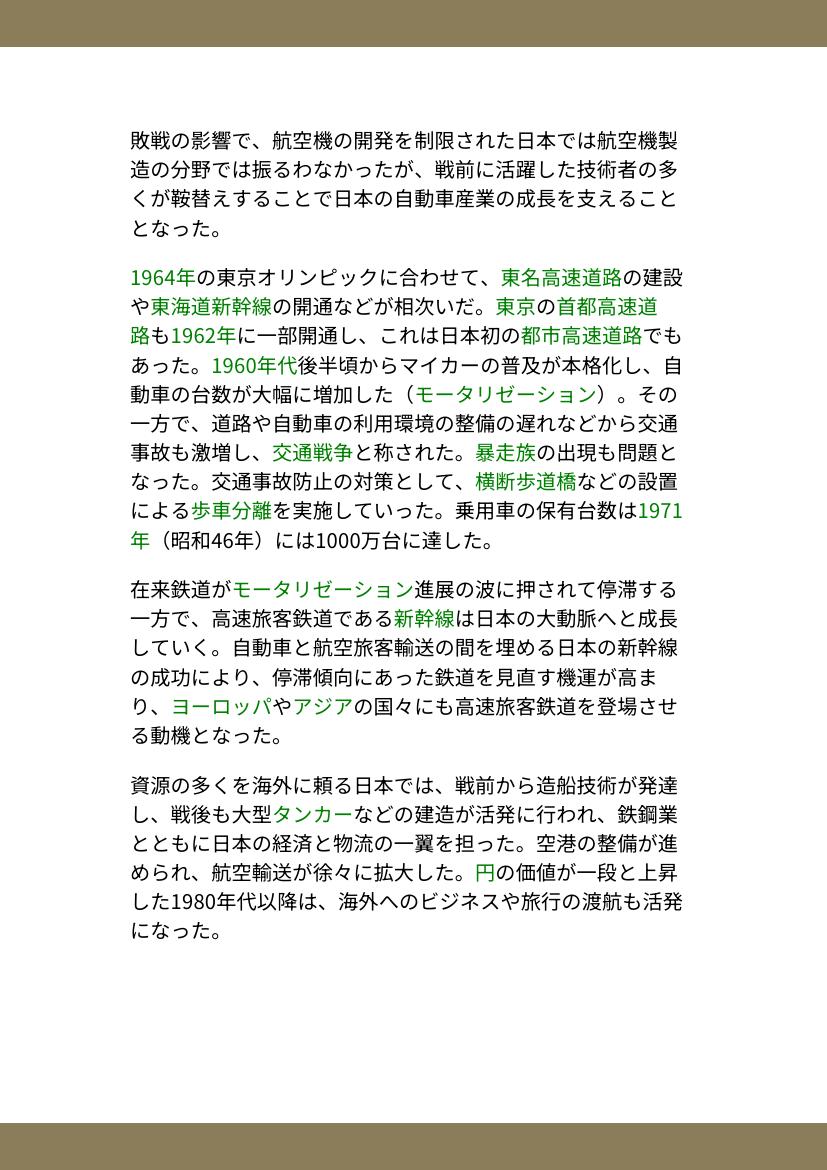 敗戦の影響で、航空機の開発を制限された日本では航空機製
造の分野では振るわなかったが、戦前に活躍した技術者の多
くが鞍替えすることで日本の自動車産業の成長を支えること
となった。
1964年の東京オリンピックに合わせて、東名高速道路の建設
や東海道新幹線の開通などが相次いだ。東京の首都高速道
路も1962年に一部開通し、これは日本初の都市高速道路でも
あった。1960年代後半頃からマイカーの普及が本格化し、自
動車の台数が大幅に増加した（モータリゼーション）。その
一方で、道路や自動車の利用環境の整備の遅れなどから交通
事故も激増し、交通戦争と称された。暴走族の出現も問題と
なった。交通事故防止の対策として、横断歩道橋などの設置
による歩車分離を実施していった。乗用車の保有台数は1971
年（昭和46年）には1000万台に達した。
在来鉄道がモータリゼーション進展の波に押されて停滞する
一方で、高速旅客鉄道である新幹線は日本の大動脈へと成長
していく。自動車と航空旅客輸送の間を埋める日本の新幹線
の成功により、停滞傾向にあった鉄道を見直す機運が高ま
り、ヨーロッパやアジアの国々にも高速旅客鉄道を登場させ
る動機となった。
資源の多くを海外に頼る日本では、戦前から造船技術が発達
し、戦後も大型タンカーなどの建造が活発に行われ、鉄鋼業
とともに日本の経済と物流の一翼を担った。空港の整備が進
められ、航空輸送が徐々に拡大した。円の価値が一段と上昇
した1980年代以降は、海外へのビジネスや旅行の渡航も活発
になった。